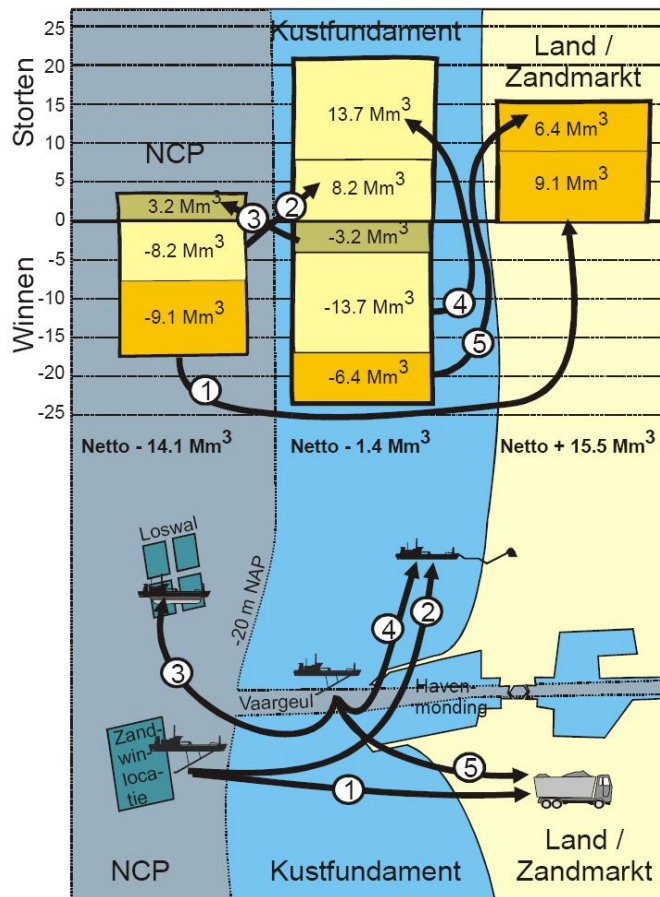 25
20
15
10
5
0
-5
-10
-15
-20
-25
Storten
Winnen
NCP
Kustfundament
Land /
Zandmarkt
3.2 Mm³
-8.2 Mm³
-9.1 Mm³
13.7 Mm³
8.2 Mm³
-3.2 Mm³
-13.7 Mm³
-6.4 Mm³
6.4 Mm³
9.1 Mm³
3
2
4
5
1
Netto - 14.1 Mm³
Netto - 1.4 Mm³
Netto + 15.5 Mm³
Loswal
-20 m NAP
4
2
3
Vaargeul
Haven-
monding
Zand-
win-
locatie
locatie
5
1
NCP
Kustfundament
Land /
Zandmarkt